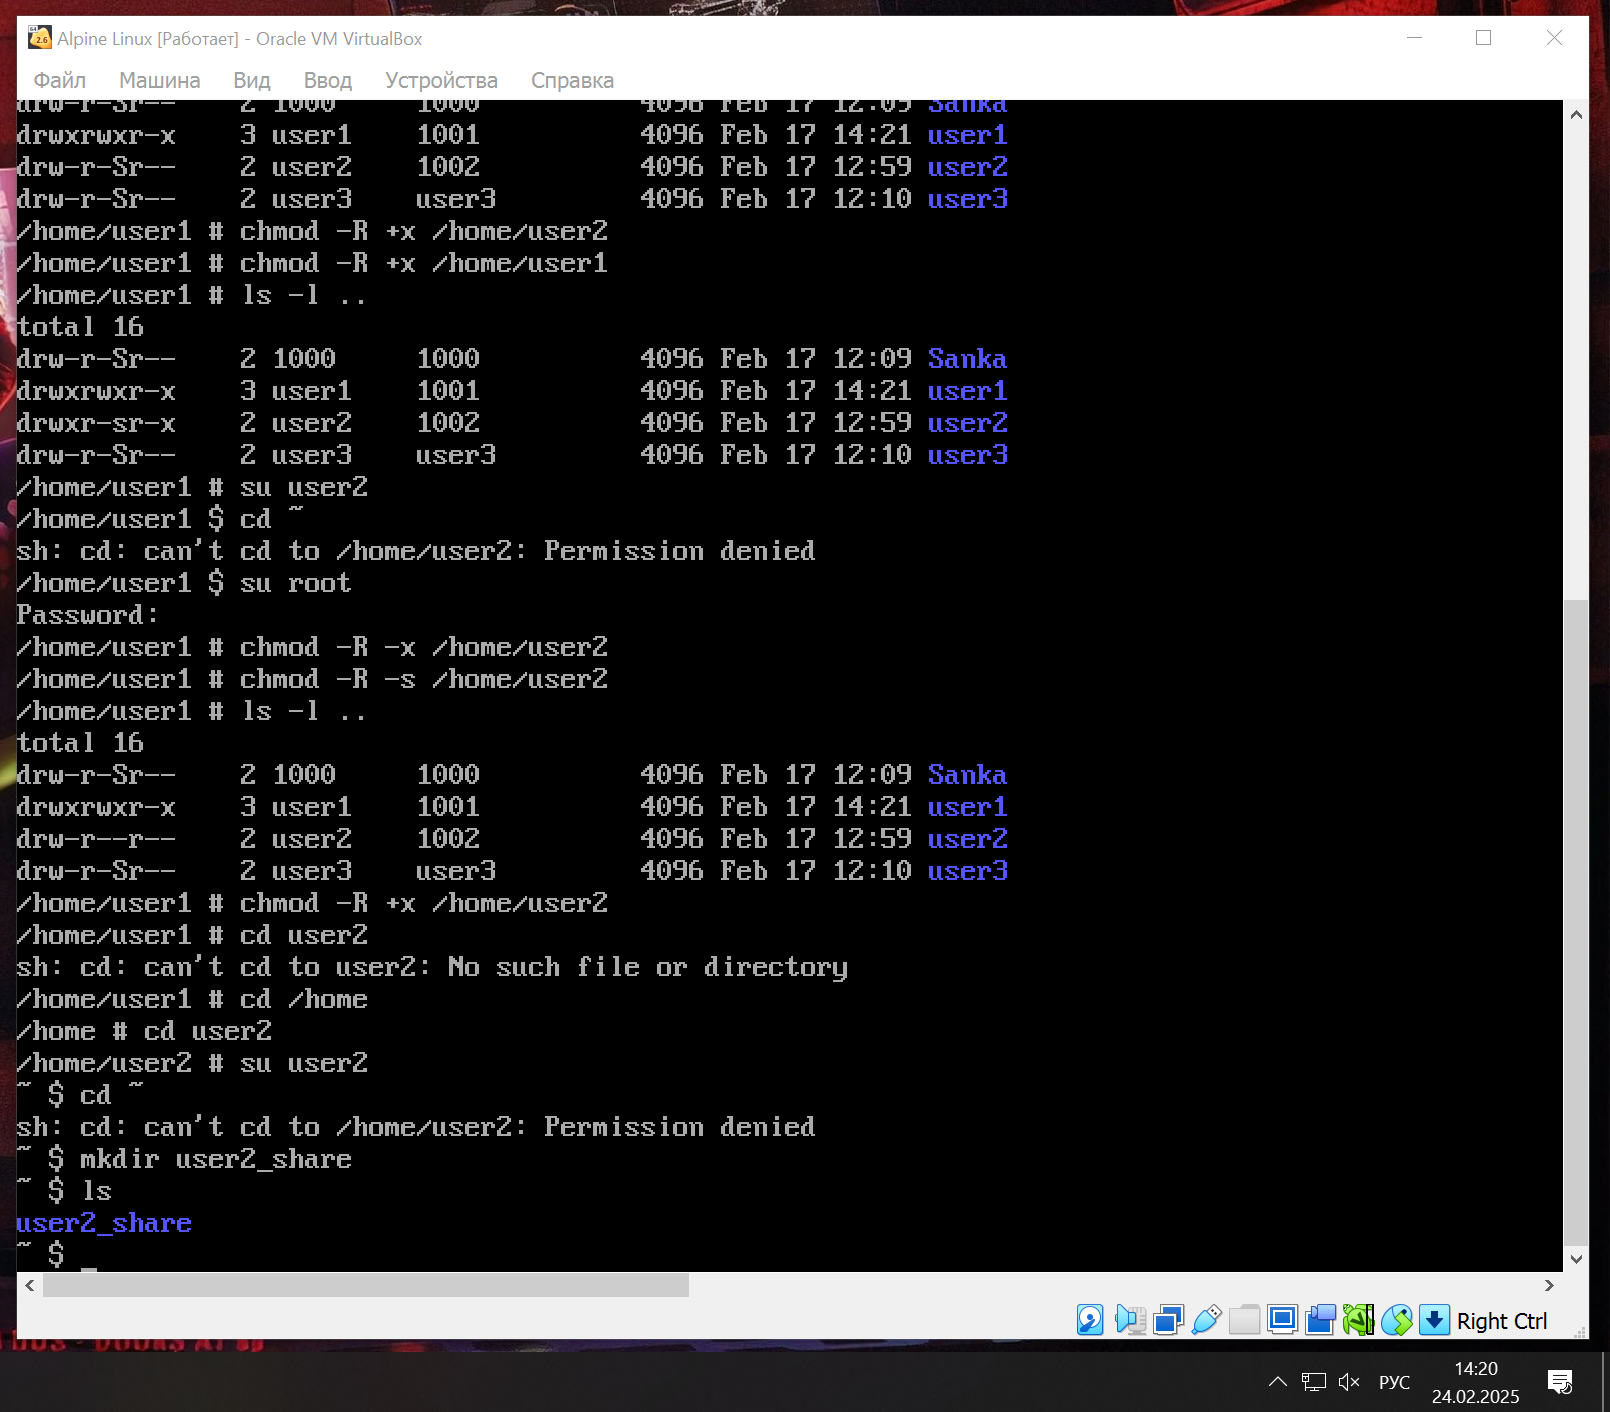 Alpine Linux [Работает] - Oracle VM VirtualBox
Файл Машина Вид Ввод Устройства Справка
drw-r-Sr-- 2 1000 1000 4096 Feb 17 12:09 Sanka
drwxrwxr-x 3 user1 1001 4096 Feb 17 14:21 user1
drw-r-Sr-- 2 user2 1002 4096 Feb 17 12:59 user2
drw-r-Sr-- 2 user3 user3 4096 Feb 17 12:10 user3
/home/user1 # chmod -R +x /home/user2
/home/user1 # chmod -R +x /home/user1
/home/user1 # ls -l ..
total 16
drw-r-Sr-- 2 1000 1000 4096 Feb 17 12:09 Sanka
drwxrwxr-x 3 user1 1001 4096 Feb 17 14:21 user1
drwxr-sr-x 2 user2 1002 4096 Feb 17 12:59 user2
drw-r-Sr-- 2 user3 user3 4096 Feb 17 12:10 user3
/home/user1 # su user2
/home/user1 $ cd ~
sh: cd: can't cd to /home/user2: Permission denied
/home/user1 $ su root
Password:
/home/user1 # chmod -R -x /home/user2
/home/user1 # chmod -R -s /home/user2
/home/user1 # ls -l ..
total 16
drw-r-Sr-- 2 1000 1000 4096 Feb 17 12:09 Sanka
drwxrwxr-x 3 user1 1001 4096 Feb 17 14:21 user1
drw-r--r-- 2 user2 1002 4096 Feb 17 12:59 user2
drw-r-Sr-- 2 user3 user3 4096 Feb 17 12:10 user3
/home/user1 # chmod -R +x /home/user2
/home/user1 # cd user2
sh: cd: can't cd to user2: No such file or directory
/home/user1 # cd /home
/home # cd user2
/home/user2 # su user2
~ $ cd ~
sh: cd: can't cd to /home/user2: Permission denied
~ $ mkdir user2_share
~ $ ls
user2_share
~ $ _
Right Ctrl
РУС
14:20
24.02.2025